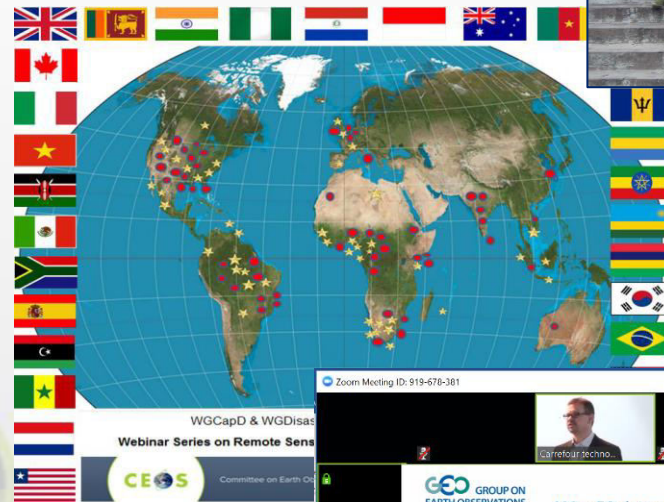 Zoom Meeting ID: 919-678-381
Carrefour techno...
WGCapD & WGDisas
Webinar Series on Remote Sens
CEOS
Committee on Earth Ob
GEO GROUP ON
EARTH OBSERVATIONS